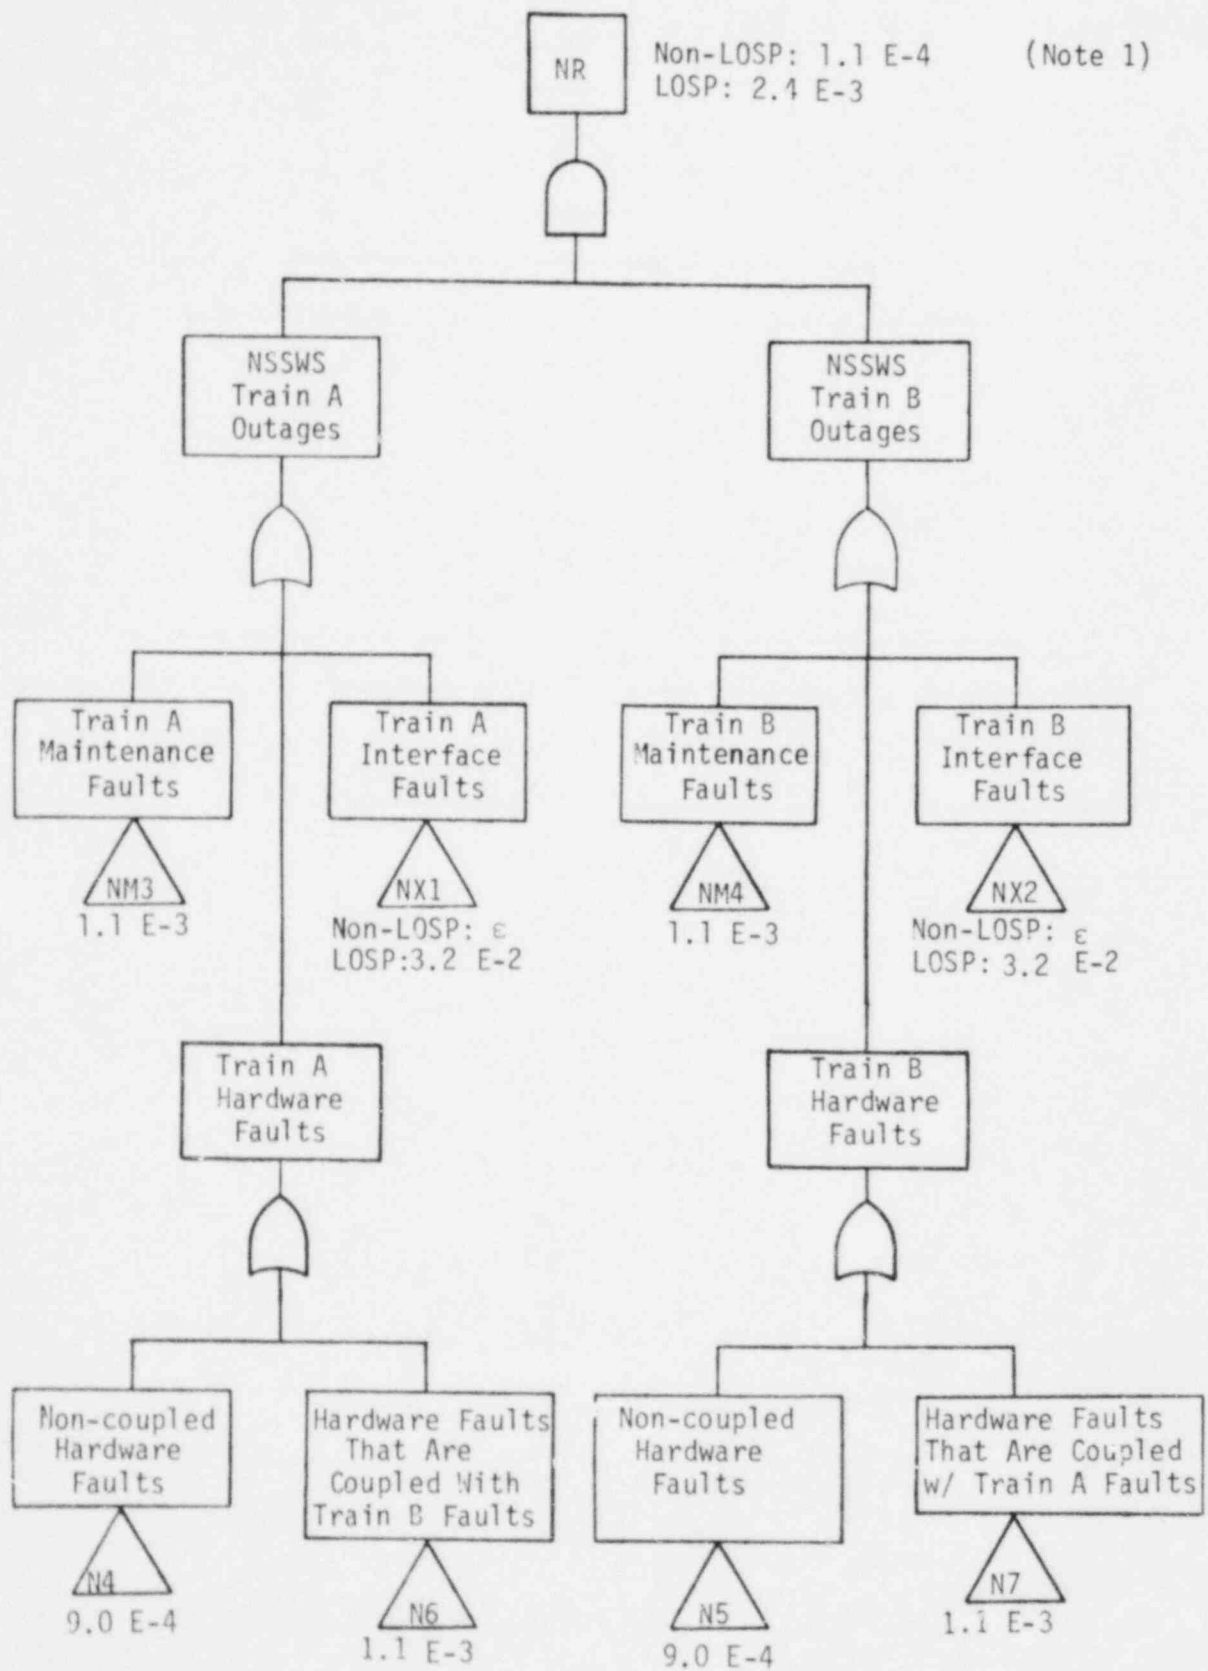 NR
Non-LOSP: 1.1 E-4 (Note 1)
LOSP: 2.4 E-3
NSSWS
Train A
Outages
NSSWS
Train B
Outages
Train A
Maintenance
Faults
NM3
1.1 E-3
Train A
Interface
Faults
NX1
Non-LOSP: ε
LOSP:3.2 E-2
Train B
Maintenance
Faults
NM4
1.1 E-3
Train B
Interface
Faults
NX2
Non-LOSP: ε
LOSP: 3.2 E-2
Train A
Hardware
Faults
Train B
Hardware
Faults
Non-coupled
Hardware
Faults
N4
9.0 E-4
Hardware Faults
That Are
Coupled With
Train B Faults
N6
1.1 E-3
Non-coupled
Hardware
Faults
N5
9.0 E-4
Hardware Faults
That Are Coupled
w/ Train A Faults
N7
1.1 E-3